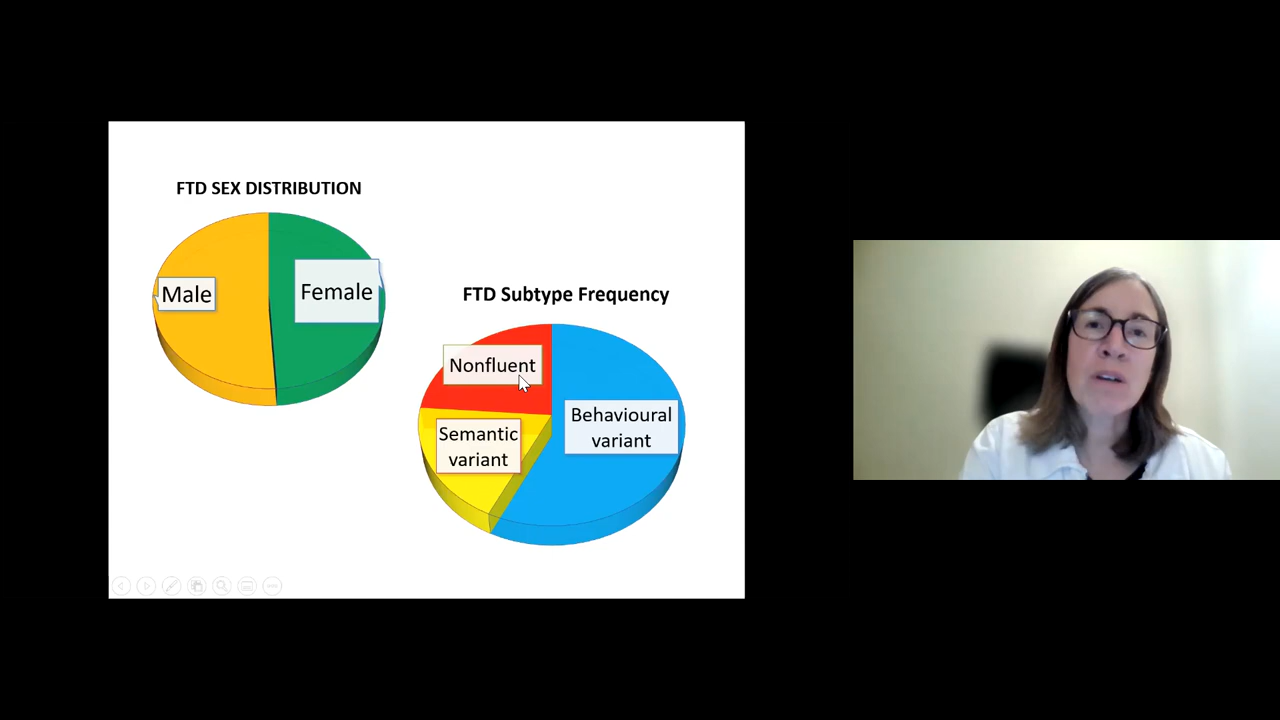 FTD SEX DISTRIBUTION
Male
Female
FTD Subtype Frequency
Nonfluent
Behavioural
variant
Semantic
variant